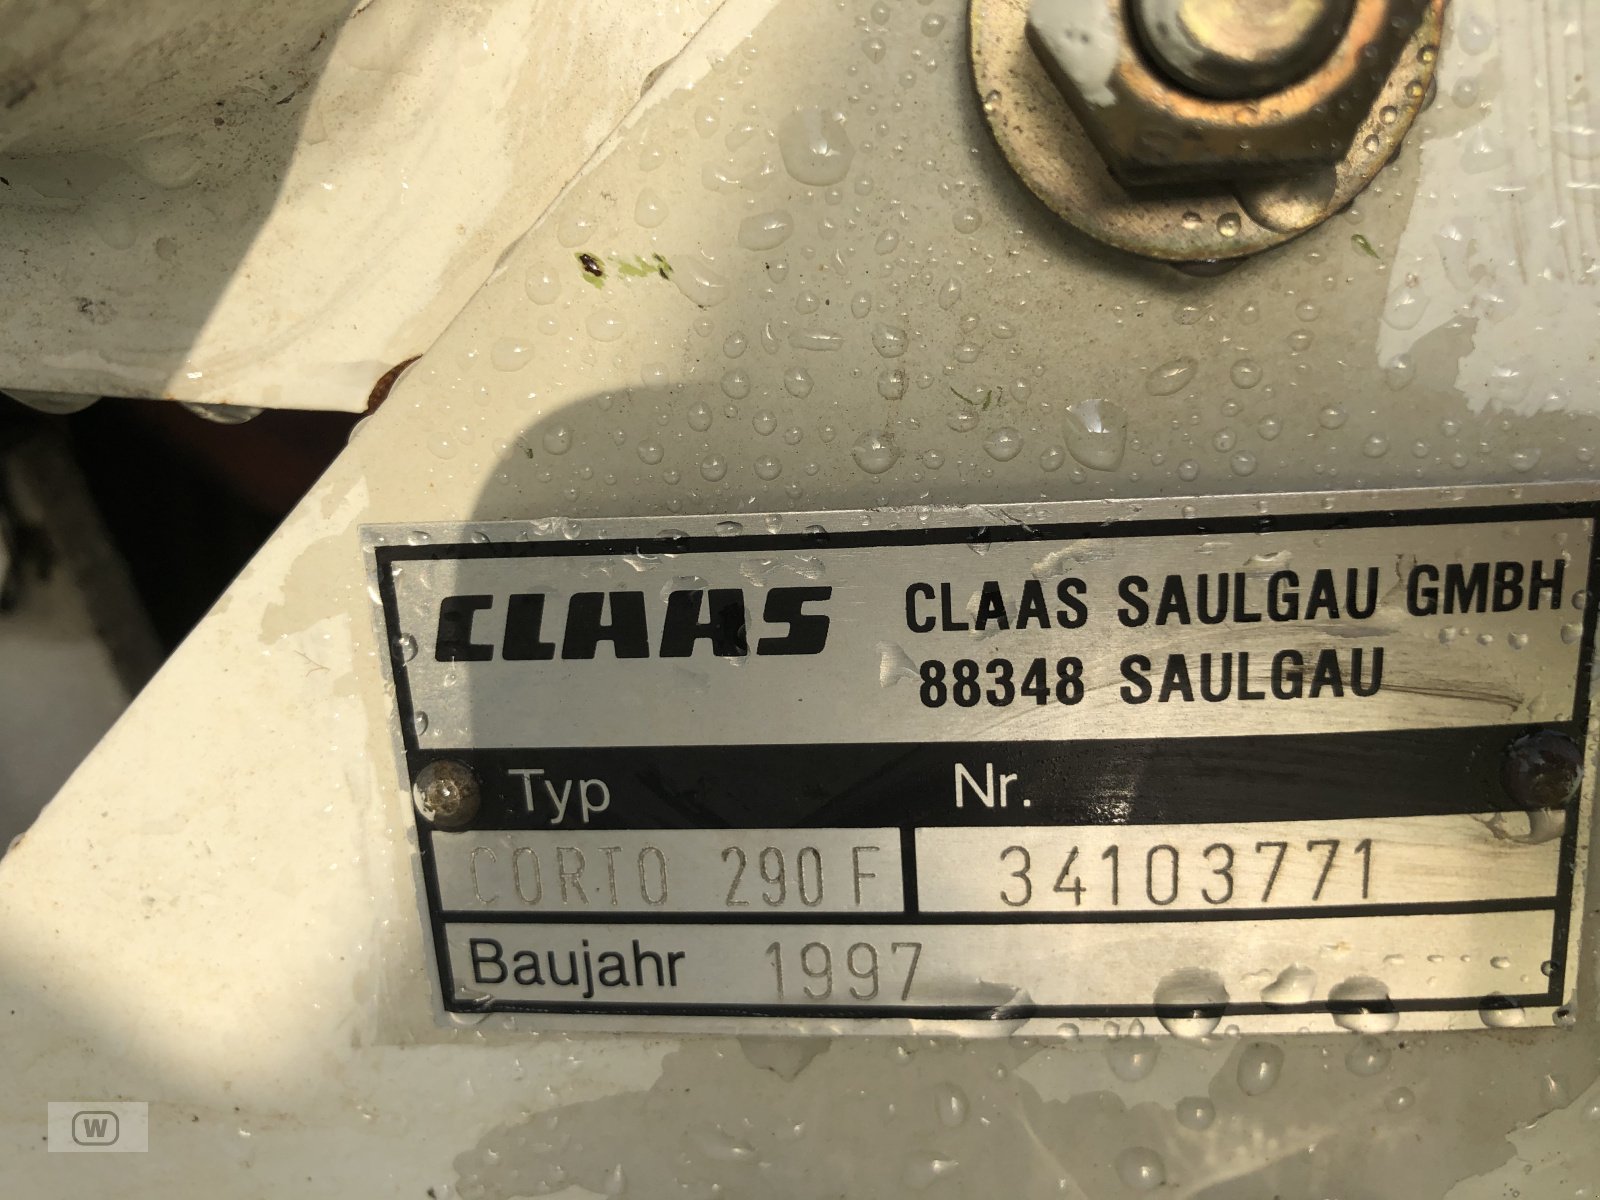 CLAAS CLAAS SAULGAU GMBH
88348 SAULGAU
Typ Nr.
CORTO 290 F 34103771
Baujahr 1997
W